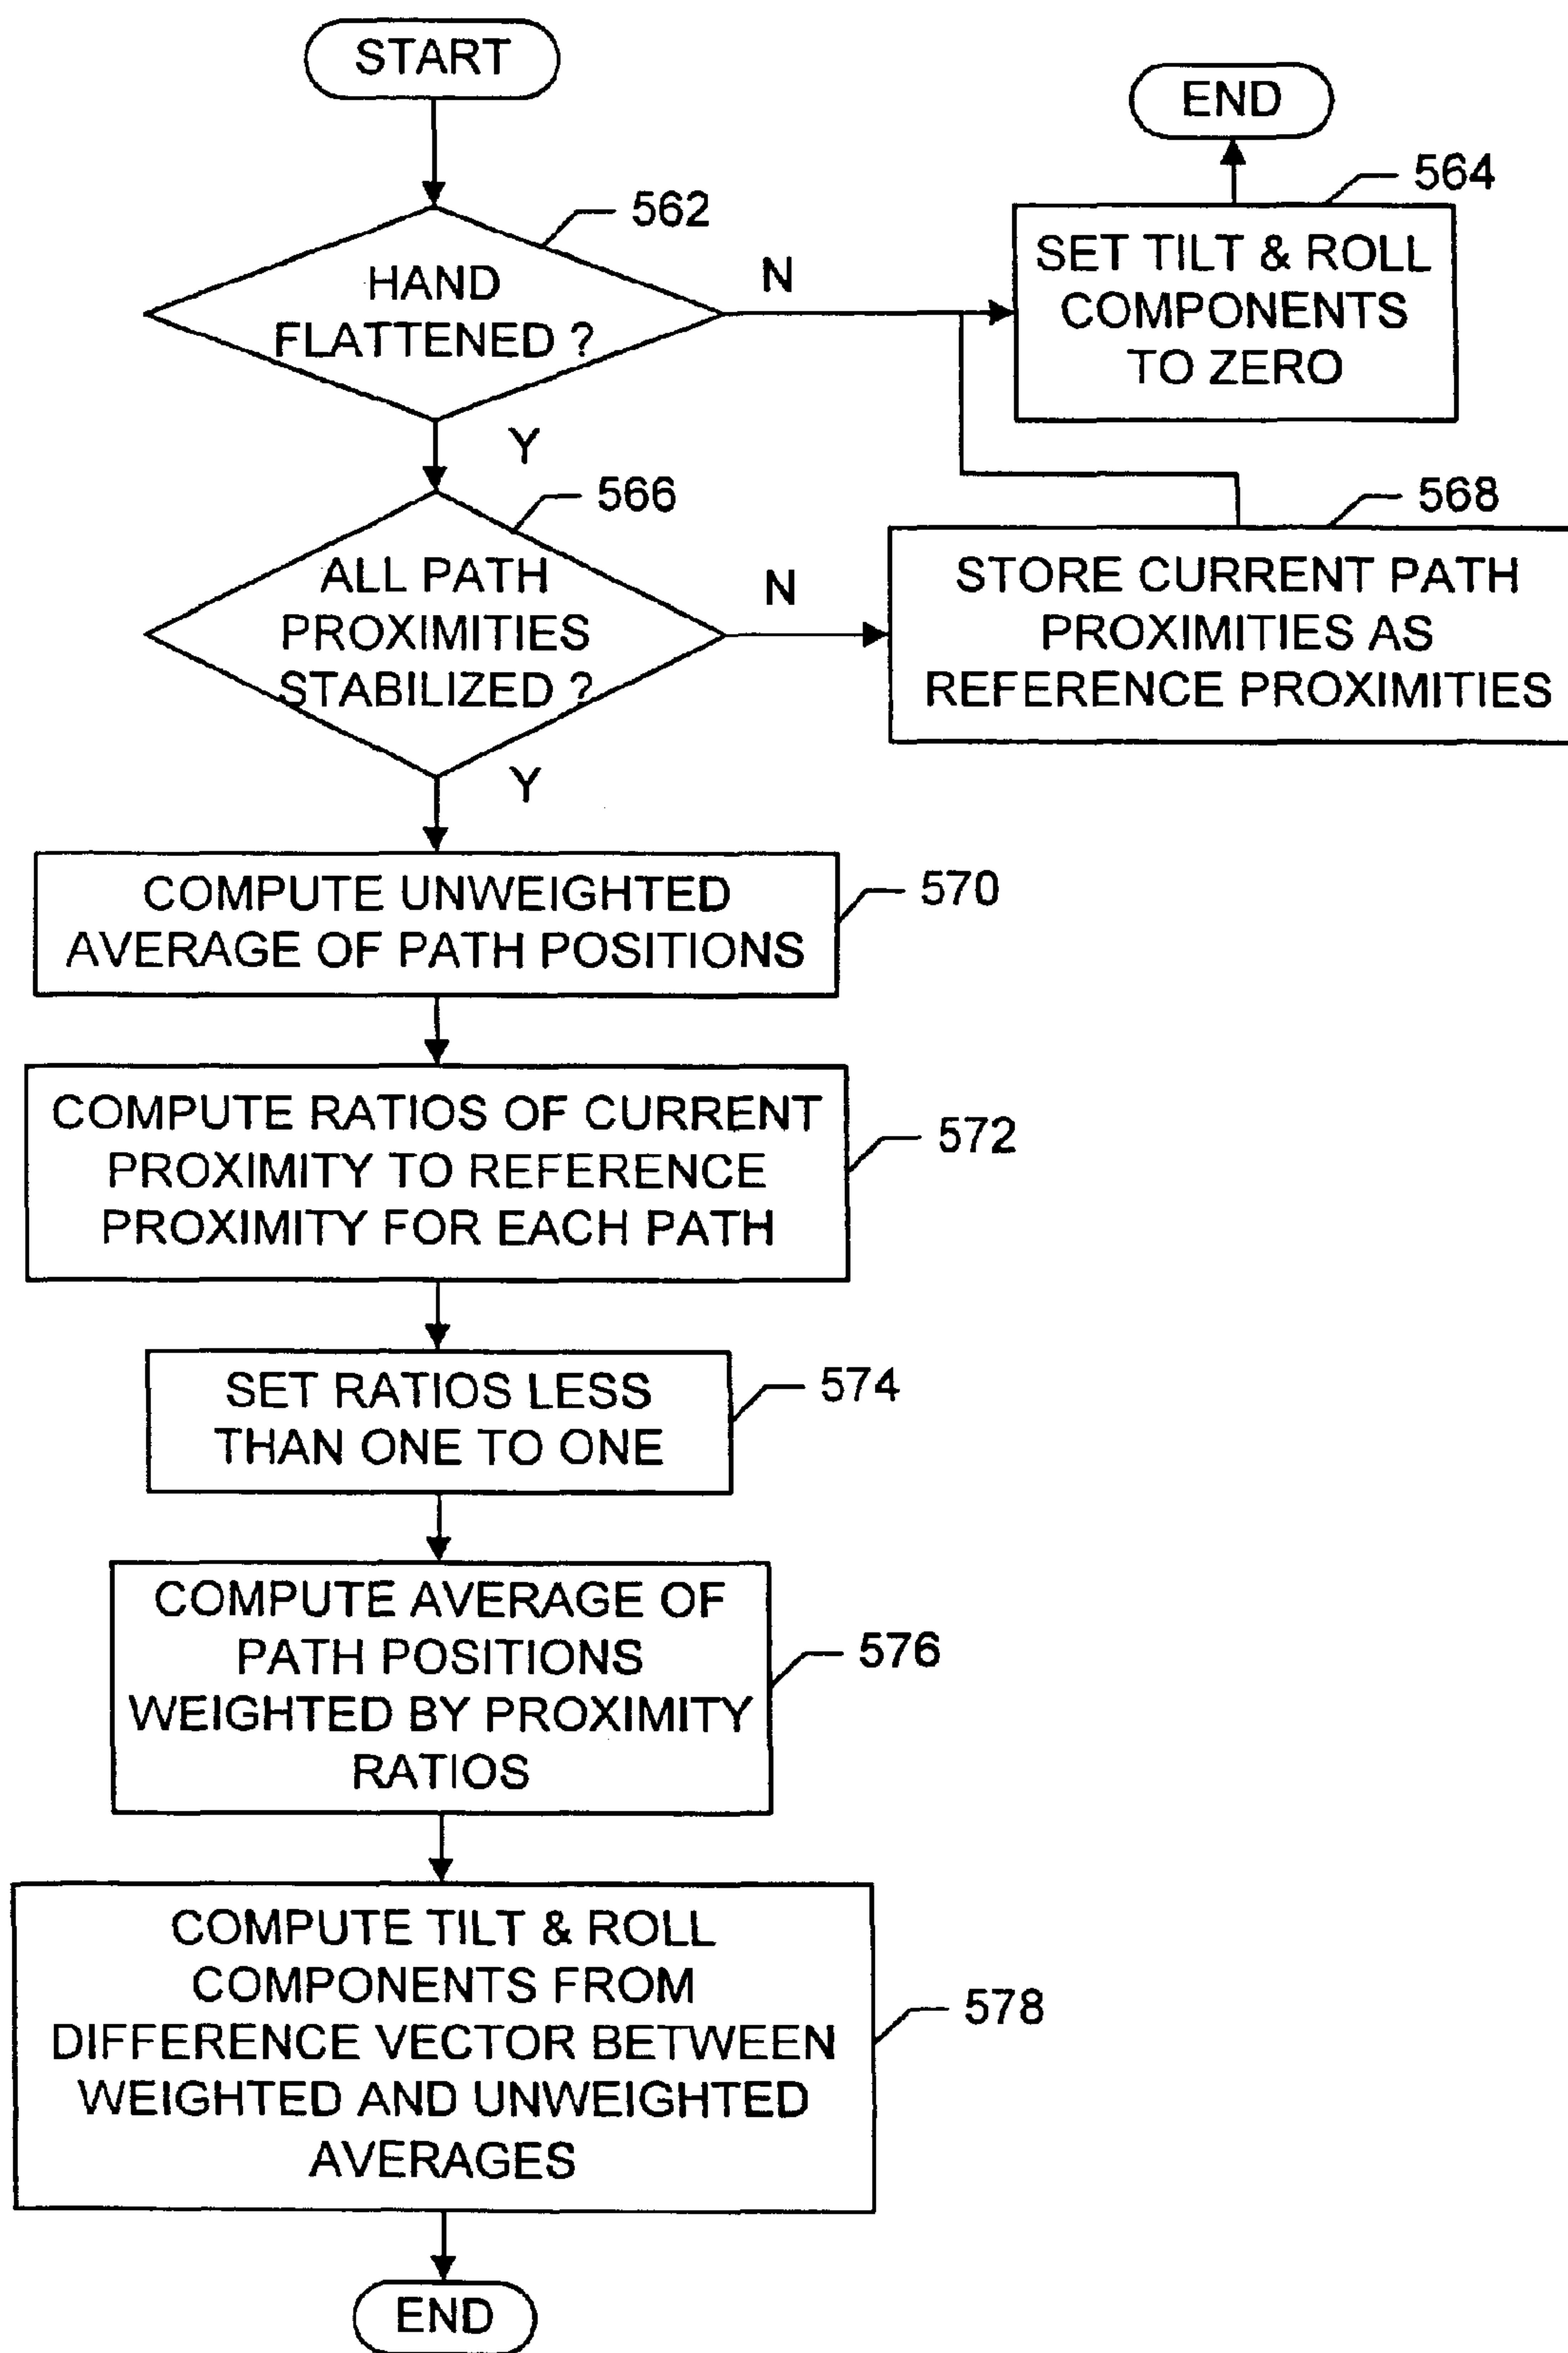 START
END
562
564
HAND
FLATTENED ?
N
SET TILT & ROLL
COMPONENTS
TO ZERO
Y
566
568
ALL PATH
PROXIMITIES
STABILIZED ?
N
STORE CURRENT PATH
PROXIMITIES AS
REFERENCE PROXIMITIES
Y
COMPUTE UNWEIGHTED
AVERAGE OF PATH POSITIONS
570
COMPUTE RATIOS OF CURRENT
PROXIMITY TO REFERENCE
PROXIMITY FOR EACH PATH
572
SET RATIOS LESS
THAN ONE TO ONE
574
COMPUTE AVERAGE OF
PATH POSITIONS
WEIGHTED BY PROXIMITY
RATIOS
576
COMPUTE TILT & ROLL
COMPONENTS FROM
DIFFERENCE VECTOR BETWEEN
WEIGHTED AND UNWEIGHTED
AVERAGES
578
END